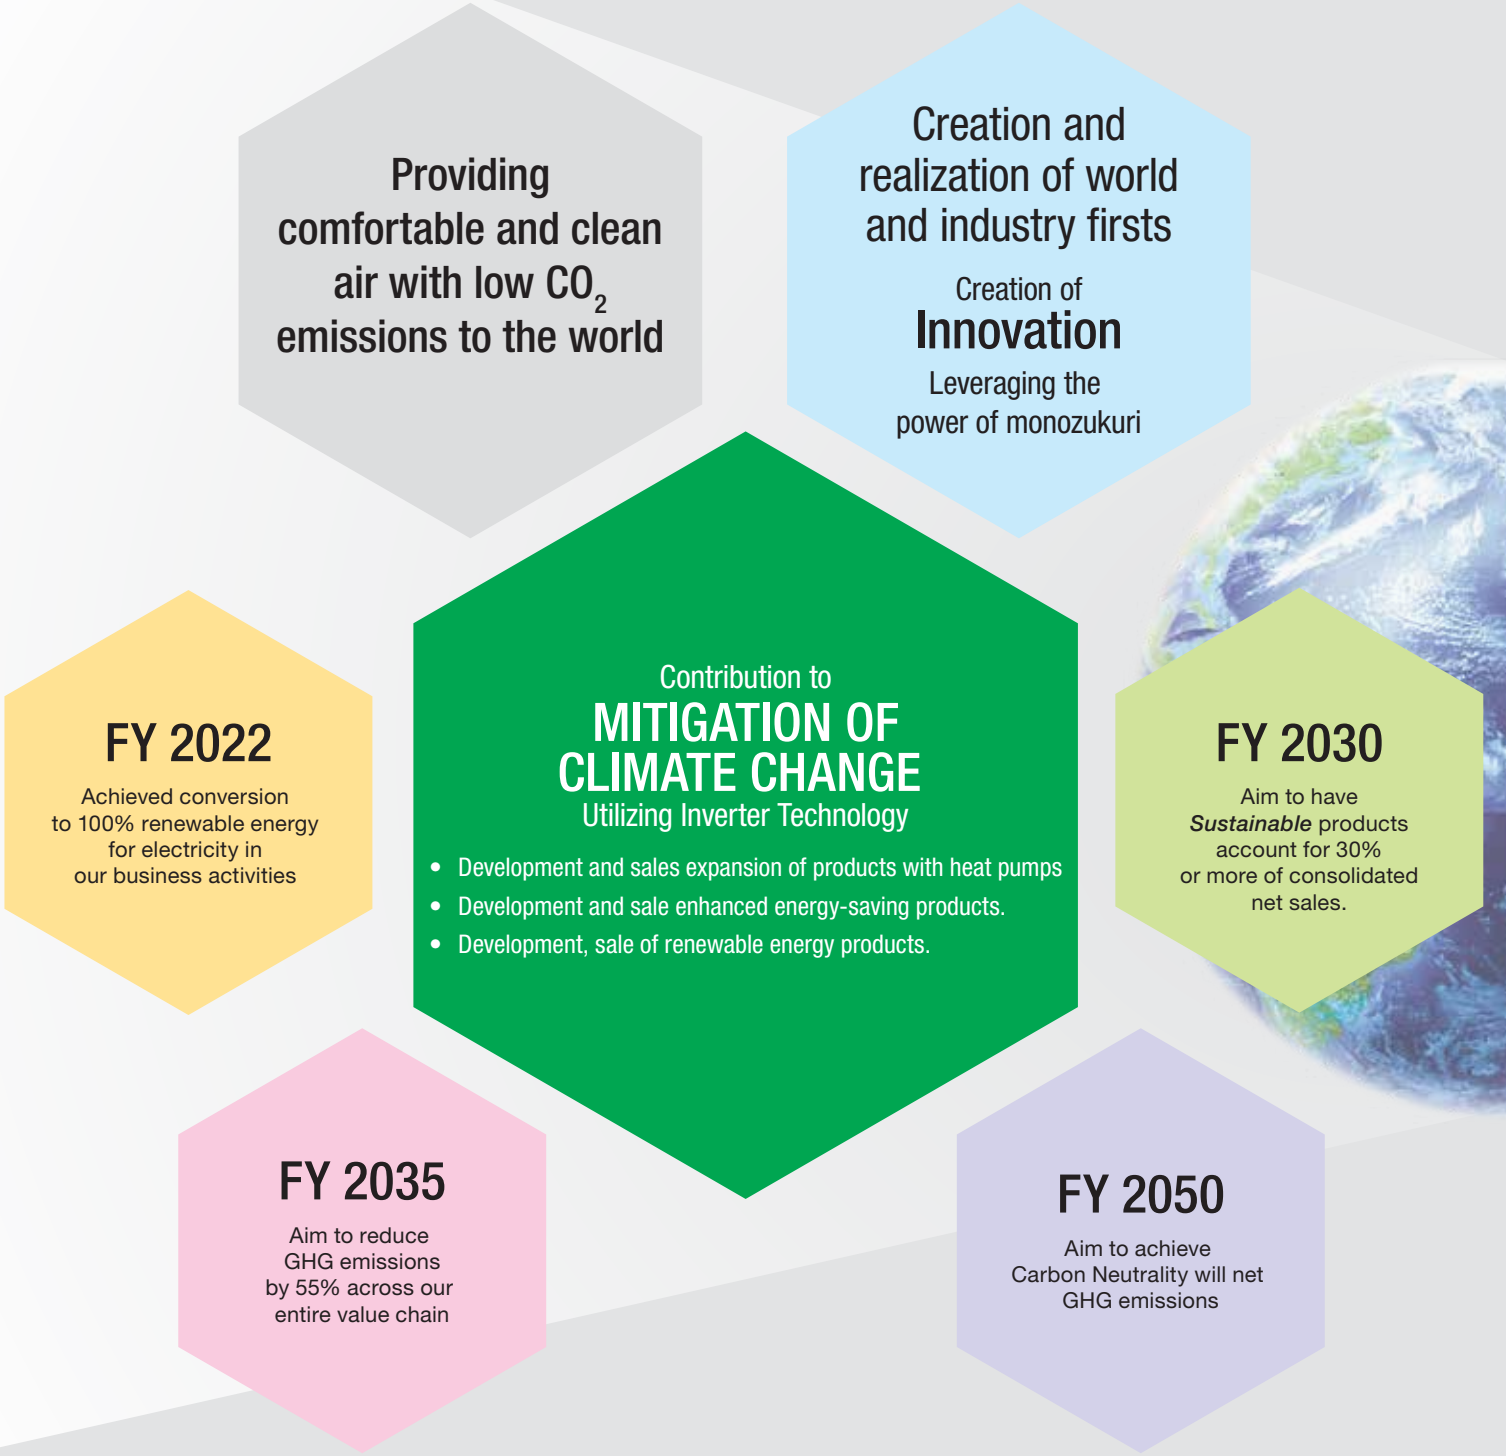 Providing
comfortable and clean
air with low CO₂
emissions to the world
Creation and
realization of world
and industry firsts
Creation of
Innovation
Leveraging the
power of monozukuri
Contribution to
MITIGATION OF
CLIMATE CHANGE
Utilizing Inverter Technology
• Development and sales expansion of products with heat pumps
• Development and sale enhanced energy-saving products.
• Development, sale of renewable energy products.
FY 2022
Achieved conversion
to 100% renewable energy
for electricity in
our business activities
FY 2030
Aim to have
Sustainable products
account for 30%
or more of consolidated
net sales.
FY 2035
Aim to reduce
GHG emissions
by 55% across our
entire value chain
FY 2050
Aim to achieve
Carbon Neutrality will net
GHG emissions